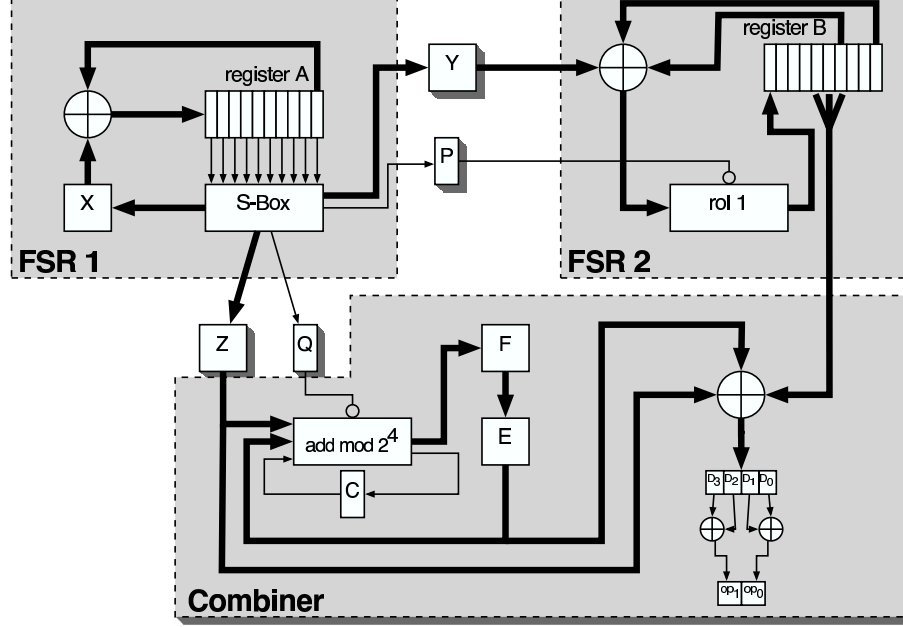 register B
Y
register A
P
X
S-Box
rol 1
FSR 1
FSR 2
Z
Q
F
add mod 2⁴
E
C
D₃ D₂ D₁ D₀
op₁ op₀
Combiner